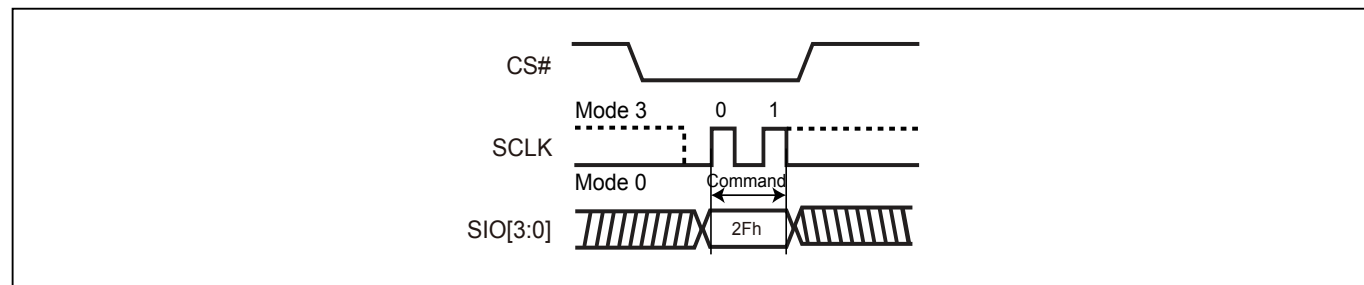 CS#
Mode 3 0 1
SCLK
Mode 0 Command
SIO[3:0] 2Fh